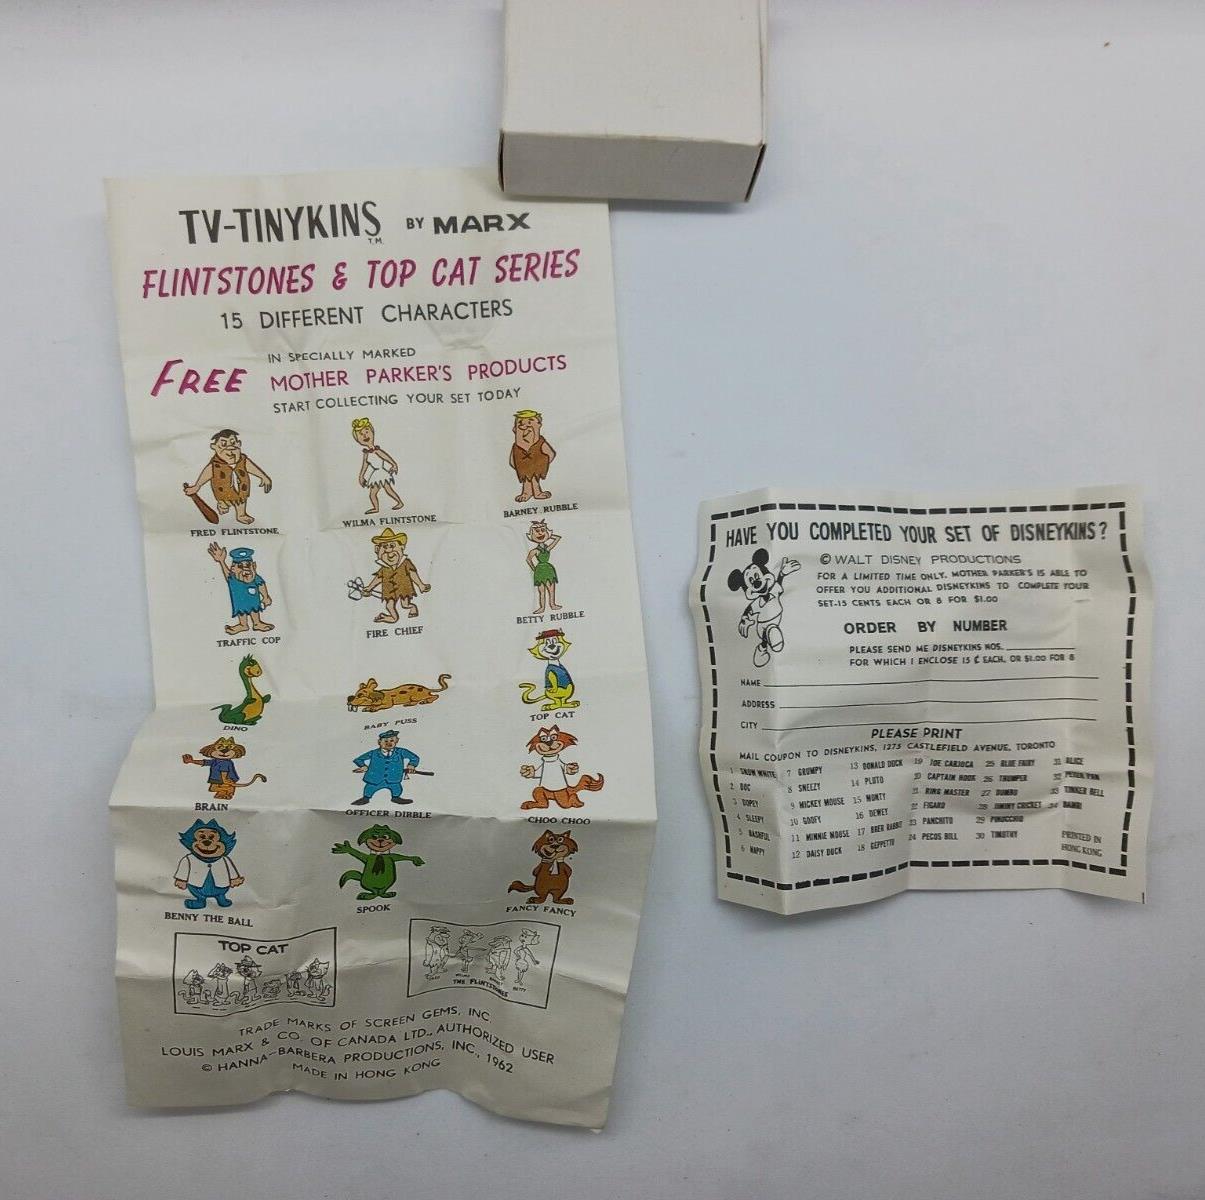 TV-TINYKINS T.M. BY MARX
FLINTSTONES & TOP CAT SERIES
15 DIFFERENT CHARACTERS
IN SPECIALLY MARKED
FREE MOTHER PARKER'S PRODUCTS
START COLLECTING YOUR SET TODAY
FRED FLINTSTONE
WILMA FLINTSTONE
BARNEY RUBBLE
TRAFFIC COP
FIRE CHIEF
BETTY RUBBLE
DINO
BABY PUSS
TOP CAT
BRAIN
OFFICER DIBBLE
CHOO CHOO
BENNY THE BALL
SPOOK
FANCY FANCY
TOP CAT
WILMA
BETTY
THE FLINTSTONES
TRADE MARKS OF SCREEN GEMS, INC
LOUIS MARX & CO. OF CANADA LTD., AUTHORIZED USER
© HANNA-BARBERA PRODUCTIONS, INC., 1962
MADE IN HONG KONG
HAVE YOU COMPLETED YOUR SET OF DISNEYKINS?
© WALT DISNEY PRODUCTIONS
FOR A LIMITED TIME ONLY, MOTHER PARKER'S IS ABLE TO
OFFER YOU ADDITIONAL DISNEYKINS TO COMPLETE YOUR
SET-15 CENTS EACH OR 8 FOR $1.00
ORDER BY NUMBER
PLEASE SEND ME DISNEYKINS NOS.
FOR WHICH I ENCLOSE 15 ¢ EACH, OR $1.00 FOR 8
NAME
ADDRESS
CITY
PLEASE PRINT
MAIL COUPON TO DISNEYKINS, 1275 CASTLEFIELD AVENUE, TORONTO
1 SNOW WHITE
2 DOC
3 DOPEY
4 SLEEPY
5 BASHFUL
6 HAPPY
7 GRUMPY
8 SNEEZY
9 MICKEY MOUSE
10 GOOFY
11 MINNIE MOUSE
12 DAISY DUCK
13 DONALD DUCK
14 PLUTO
15 MONTY
16 DEWEY
17 BRER RABBIT
18 GEPPETTO
19 JOE CARIOCA
20 CAPTAIN HOOK
21 RING MASTER
22 FIGARO
23 PANCHITO
24 PECOS BILL
25 BLUE FAIRY
26 THUMPER
27 DUMBO
28 JIMINY CRICKET
29 PINOCCHIO
30 TIMOTHY
31 ALICE
32 PETER PAN
33 TINKER BELL
34 BAMBI
PRINTED IN
HONG KONG